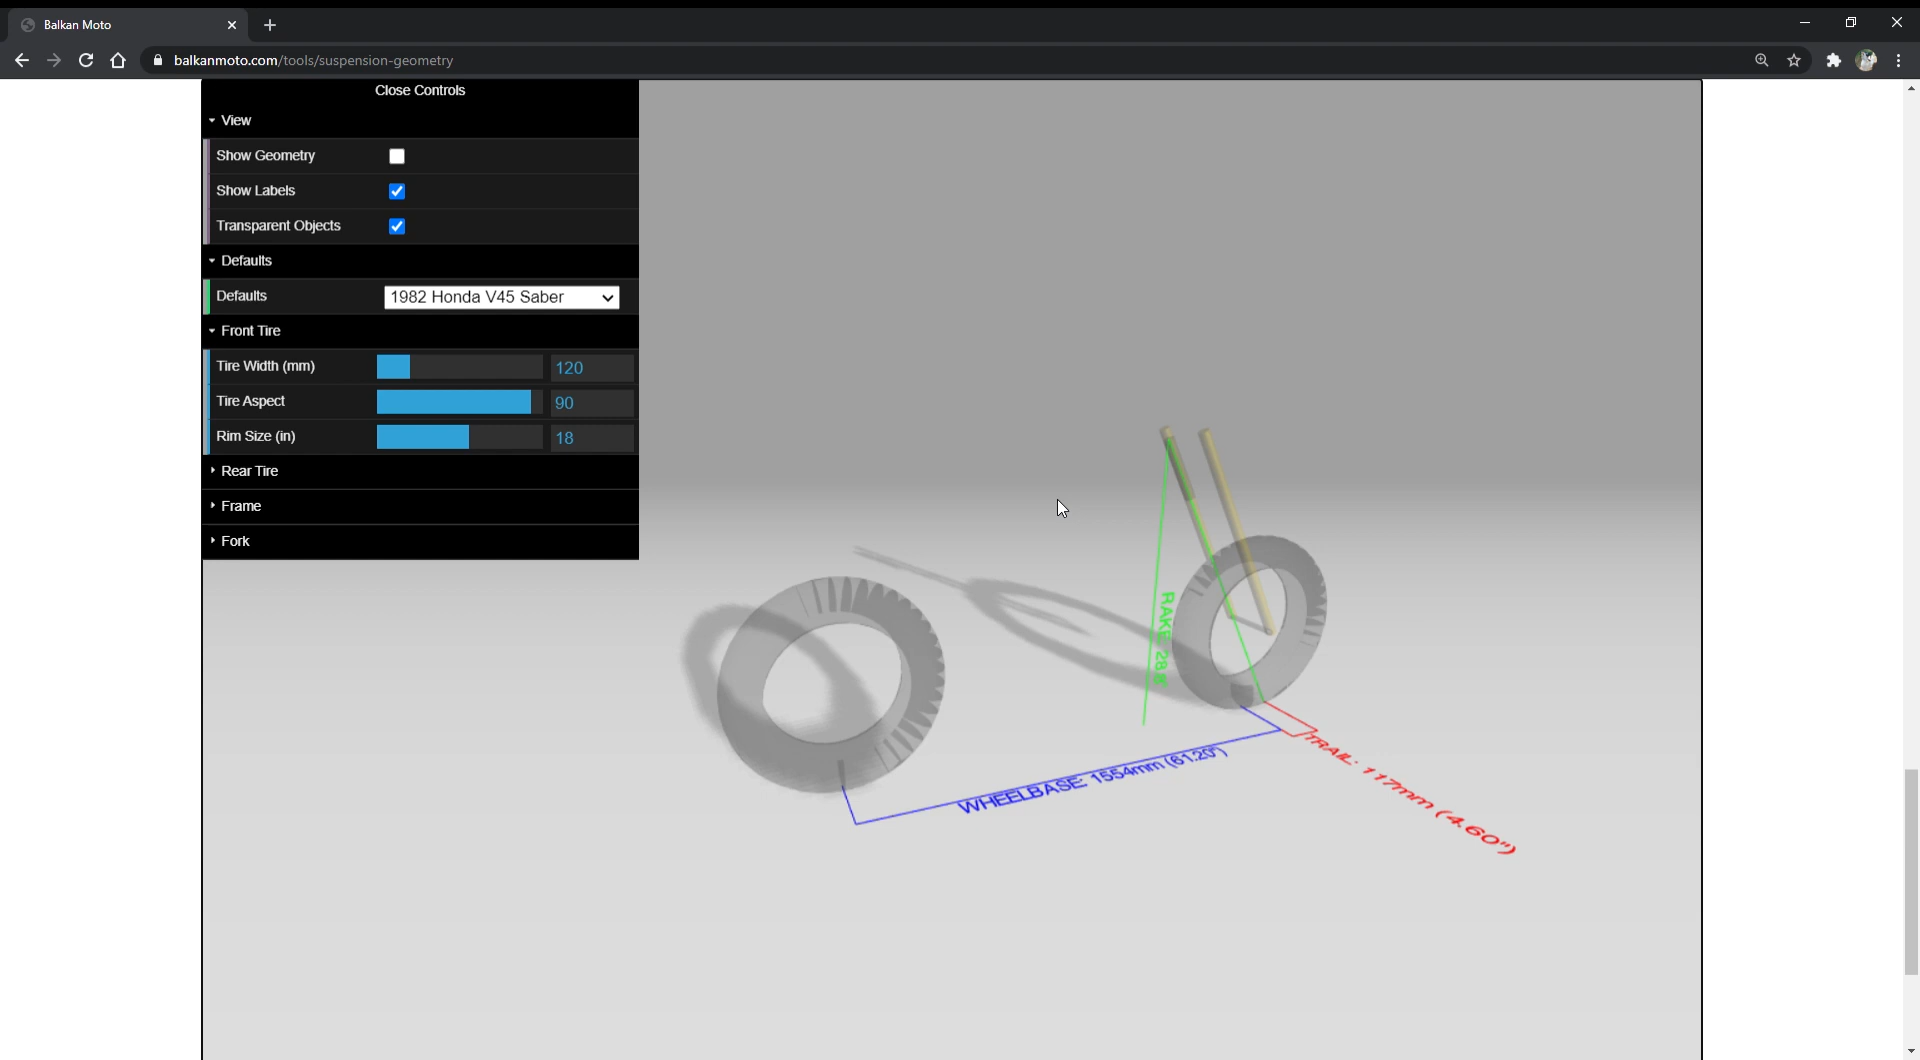 Balkan Moto
balkanmoto.com/tools/suspension-geometry
Close Controls
View
Show Geometry
Show Labels
Transparent Objects
Defaults
Defaults
1982 Honda V45 Saber
Front Tire
Tire Width (mm)
120
Tire Aspect
90
Rim Size (in)
18
Rear Tire
Frame
Fork
WHEELBASE: 1554mm (61.20")
TRAIL: 117mm (4.60")
RAKE: